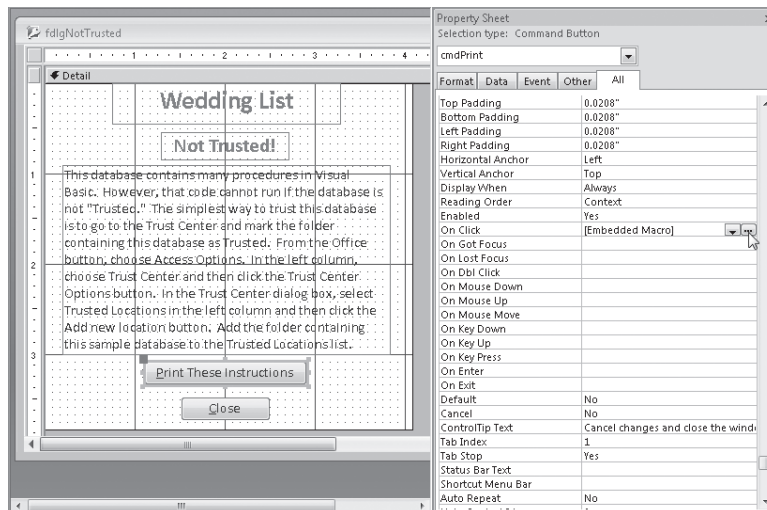 fdlgNotTrusted
1 2 3 4
Detail
Wedding List
Not Trusted!
This database contains many procedures in Visual
Basic. However, that code cannot run if the database is
not "Trusted." The simplest way to trust this database
is to go to the Trust Center and mark the folder
containing this database as Trusted. From the Office
button, choose Access Options. In the left column,
choose Trust Center and then click the Trust Center
Options button. In the Trust Center dialog box, select
Trusted Locations in the left column and then click the
Add new location button. Add the folder containing
this sample database to the Trusted Locations list.
1
2
3
Print These Instructions
Close
Property Sheet
Selection type: Command Button
cmdPrint
Format Data Event Other All
Top Padding 0.0208"
Bottom Padding 0.0208"
Left Padding 0.0208"
Right Padding 0.0208"
Horizontal Anchor Left
Vertical Anchor Top
Display When Always
Reading Order Context
Enabled Yes
On Click [Embedded Macro]
On Got Focus
On Lost Focus
On Dbl Click
On Mouse Down
On Mouse Up
On Mouse Move
On Key Down
On Key Up
On Key Press
On Enter
On Exit
Default No
Cancel No
ControlTip Text Cancel changes and close the wind
Tab Index 1
Tab Stop Yes
Status Bar Text
Shortcut Menu Bar
Auto Repeat No